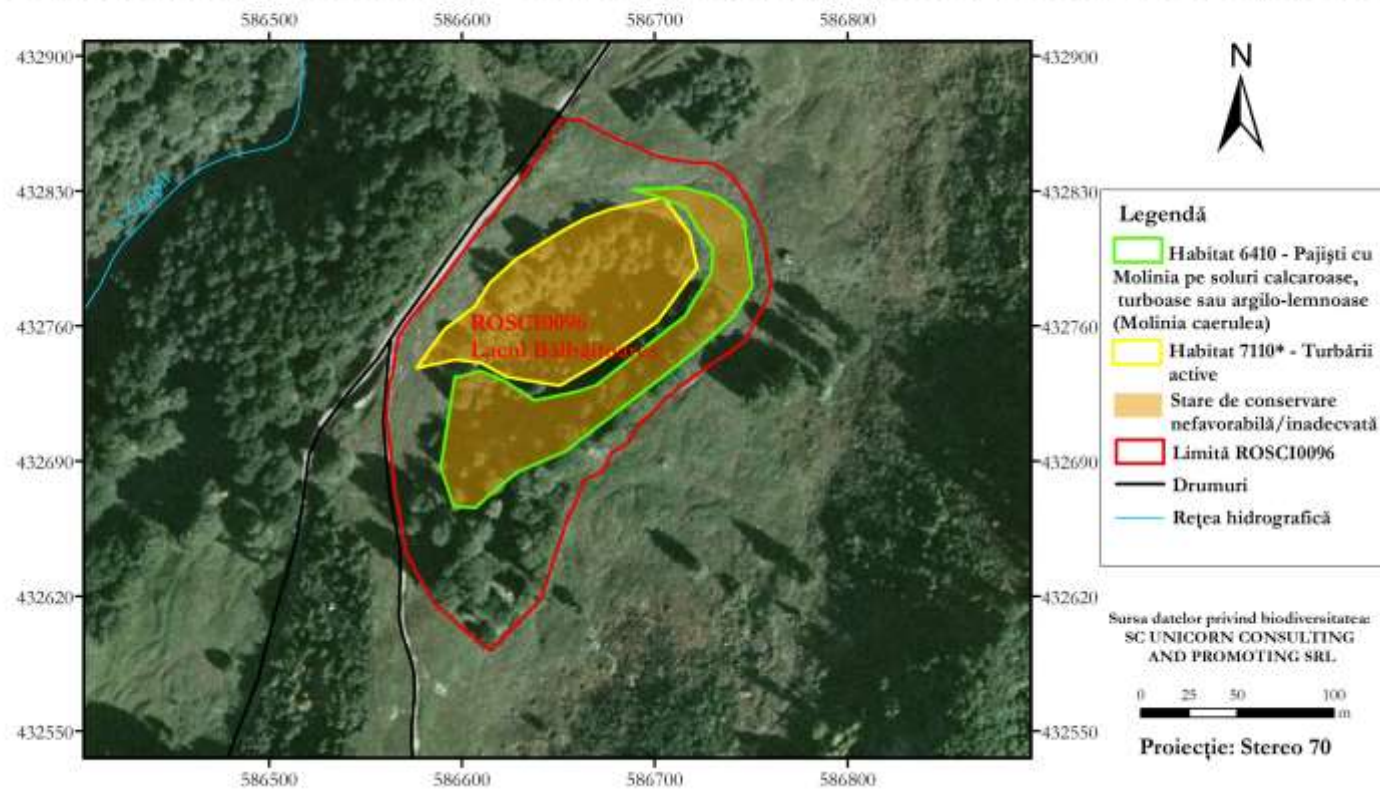 586500 586600 586700 586800
432900 432900
N
432830 432830
Legendă
Habitat 6410 - Pajişti cu
Molinia pe soluri calcaroase,
turboase sau argilo-lemnoase
(Molinia caerulea)
432760 432760
ROSCI0096
Lacul Bâlbăitoarea
Habitat 7110* - Turbării
active
Stare de conservare
nefavorabilă/inadecvată
432690 432690
Limită ROSCI0096
Drumuri
Reţea hidrografică
432620 432620
Sursa datelor privind biodiversitatea:
SC UNICORN CONSULTING
AND PROMOTING SRL
0 25 50 100
m
432550 432550
Proiecţie: Stereo 70
586500 586600 586700 586800